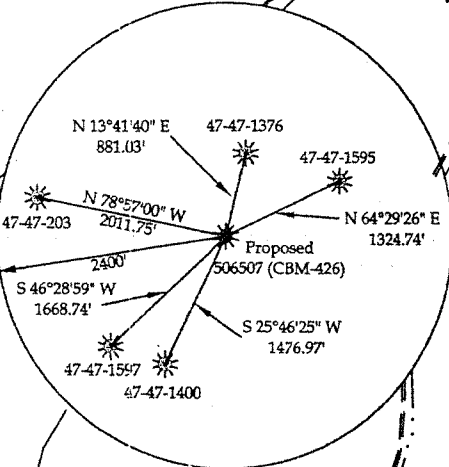 N 13°41'40" E
881.03'
47-47-1376
47-47-1595
N 78°57'00" W
2011.75'
47-47-203
N 64°29'26" E
1324.74'
Proposed
506507 (CBM-426)
2400'
S 46°28'59" W
1668.74'
S 25°46'25" W
1476.97'
47-47-1597
47-47-1400